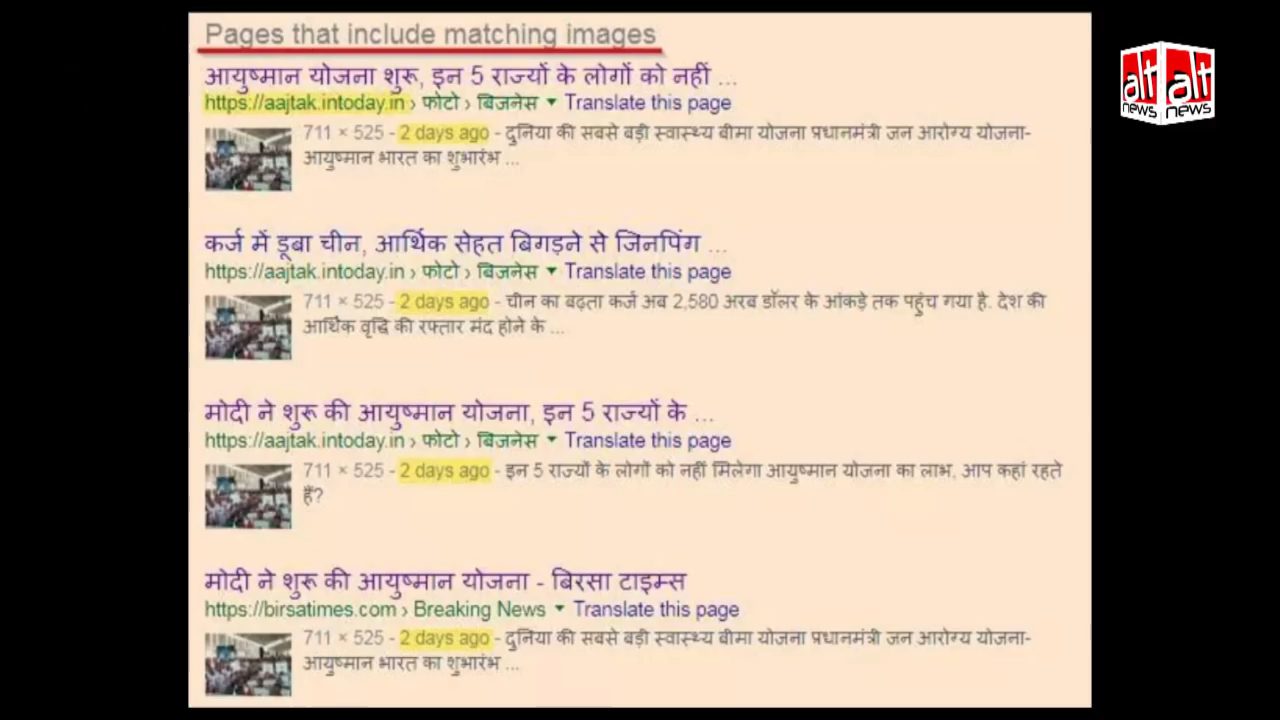 Pages that include matching images
आयुष्मान योजना शुरू, इन 5 राज्यों के लोगों को नहीं ...
https://aajtak.intoday.in › फोटो › बिजनेस ▼ Translate this page
711 × 525 - 2 days ago - दुनिया की सबसे बड़ी स्वास्थ्य बीमा योजना प्रधानमंत्री जन आरोग्य योजना-
आयुष्मान भारत का शुभारंभ ...
कर्ज में डूबा चीन, आर्थिक सेहत बिगड़ने से जिनपिंग ...
https://aajtak.intoday.in › फोटो › बिजनेस ▼ Translate this page
711 × 525 - 2 days ago - चीन का बढ़ता कर्ज अब 2,580 अरब डॉलर के आंकड़े तक पहुंच गया है. देश की
आर्थिक वृद्धि की रफ्तार मंद होने के ...
मोदी ने शुरू की आयुष्मान योजना, इन 5 राज्यों के ...
https://aajtak.intoday.in › फोटो › बिजनेस ▼ Translate this page
711 × 525 - 2 days ago - इन 5 राज्यों के लोगों को नहीं मिलेगा आयुष्मान योजना का लाभ, आप कहां रहते
हैं?
मोदी ने शुरू की आयुष्मान योजना - बिरसा टाइम्स
https://birsatimes.com › Breaking News ▼ Translate this page
711 × 525 - 2 days ago - दुनिया की सबसे बड़ी स्वास्थ्य बीमा योजना प्रधानमंत्री जन आरोग्य योजना-
आयुष्मान भारत का शुभारंभ ...
alt news alt news